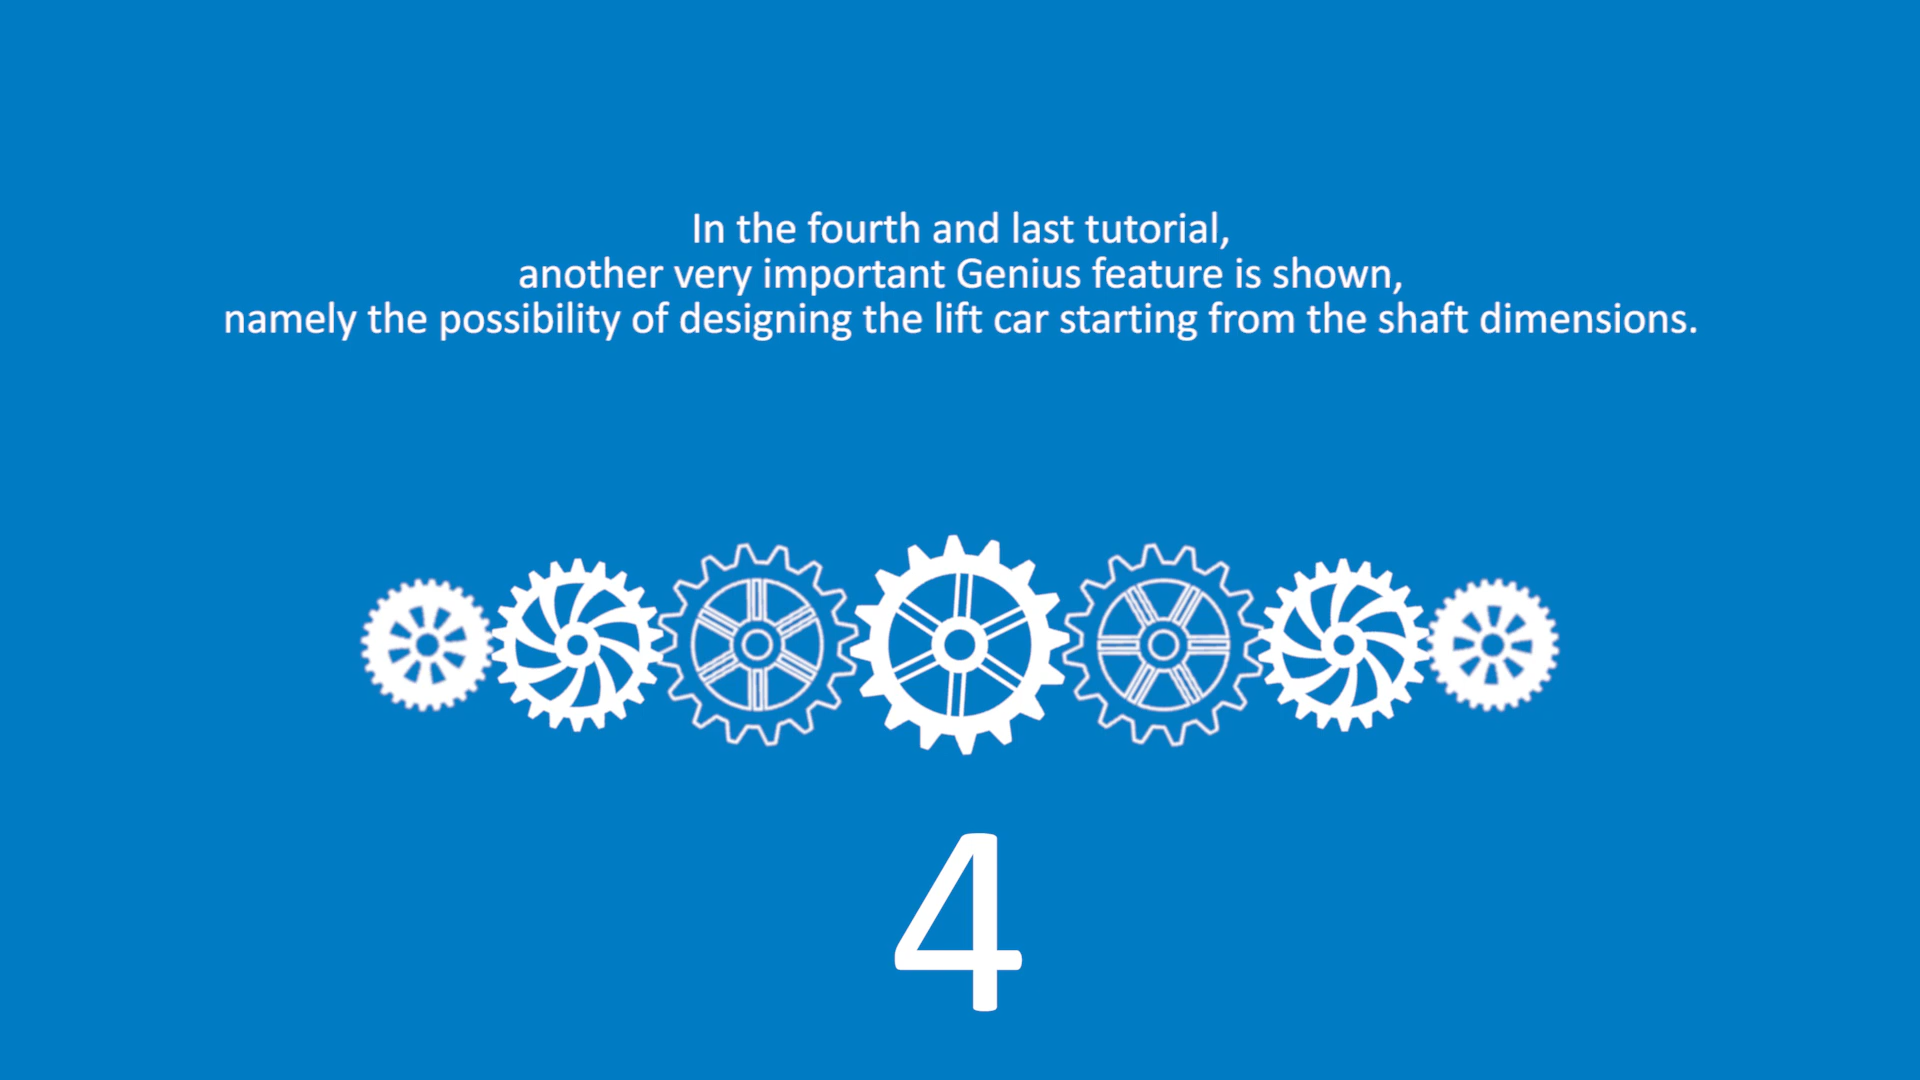 In the fourth and last tutorial,
another very important Genius feature is shown,
namely the possibility of designing the lift car starting from the shaft dimensions.
4